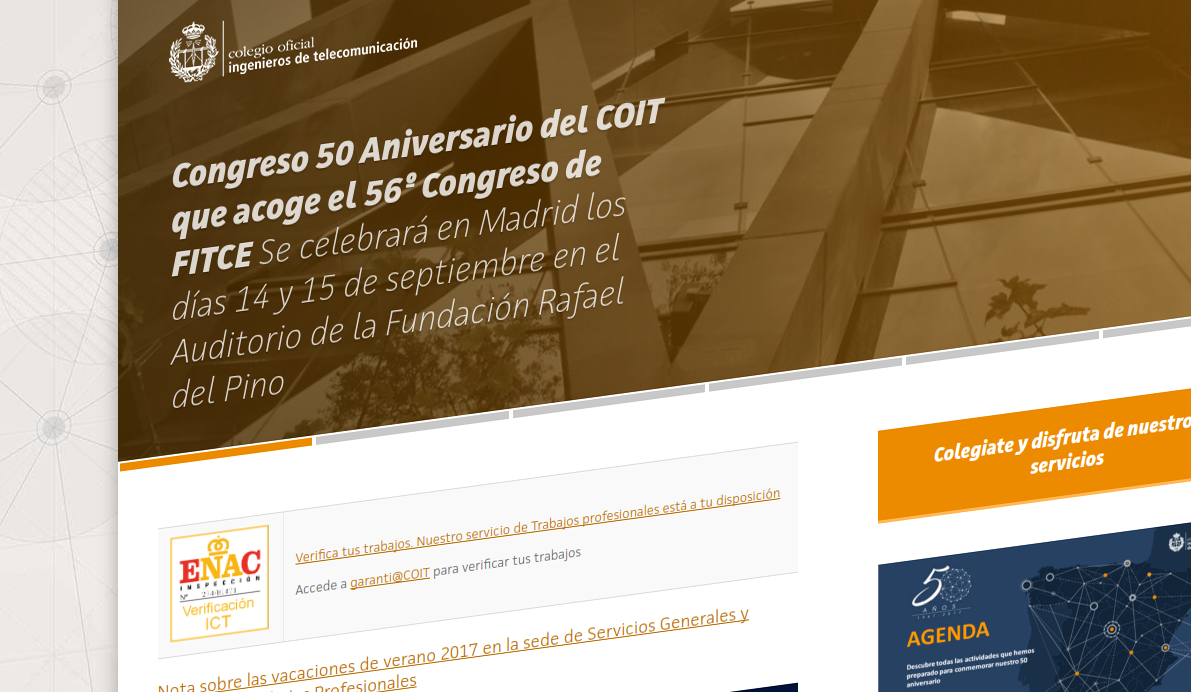 colegio oficial
ingenieros de telecomunicación
Congreso 50 Aniversario del COIT
que acoge el 56º Congreso de
FITCE Se celebrará en Madrid los
días 14 y 15 de septiembre en el
Auditorio de la Fundación Rafael
del Pino
Colegiate y disfruta de nuestro
servicios
ENAC
INSPECCIÓN
Verificación
ICT
Verifica tus trabajos. Nuestro servicio de Trabajos profesionales está a tu disposición
Accede a garanti@COIT para verificar tus trabajos
50
AÑOS
AGENDA
Descubre todas las actividades que hemos
preparado para conmemorar nuestro 50
aniversario
Nota sobre las vacaciones de verano 2017 en la sede de Servicios Generales y
Profesionales